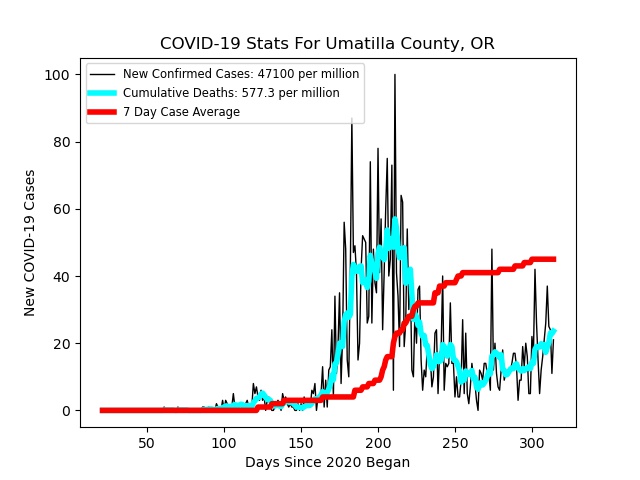 COVID-19 Stats For Umatilla County, OR
New Confirmed Cases: 47100 per million
Cumulative Deaths: 577.3 per million
7 Day Case Average
New COVID-19 Cases
100
80
60
40
20
0
50
100
150
200
250
300
Days Since 2020 Began